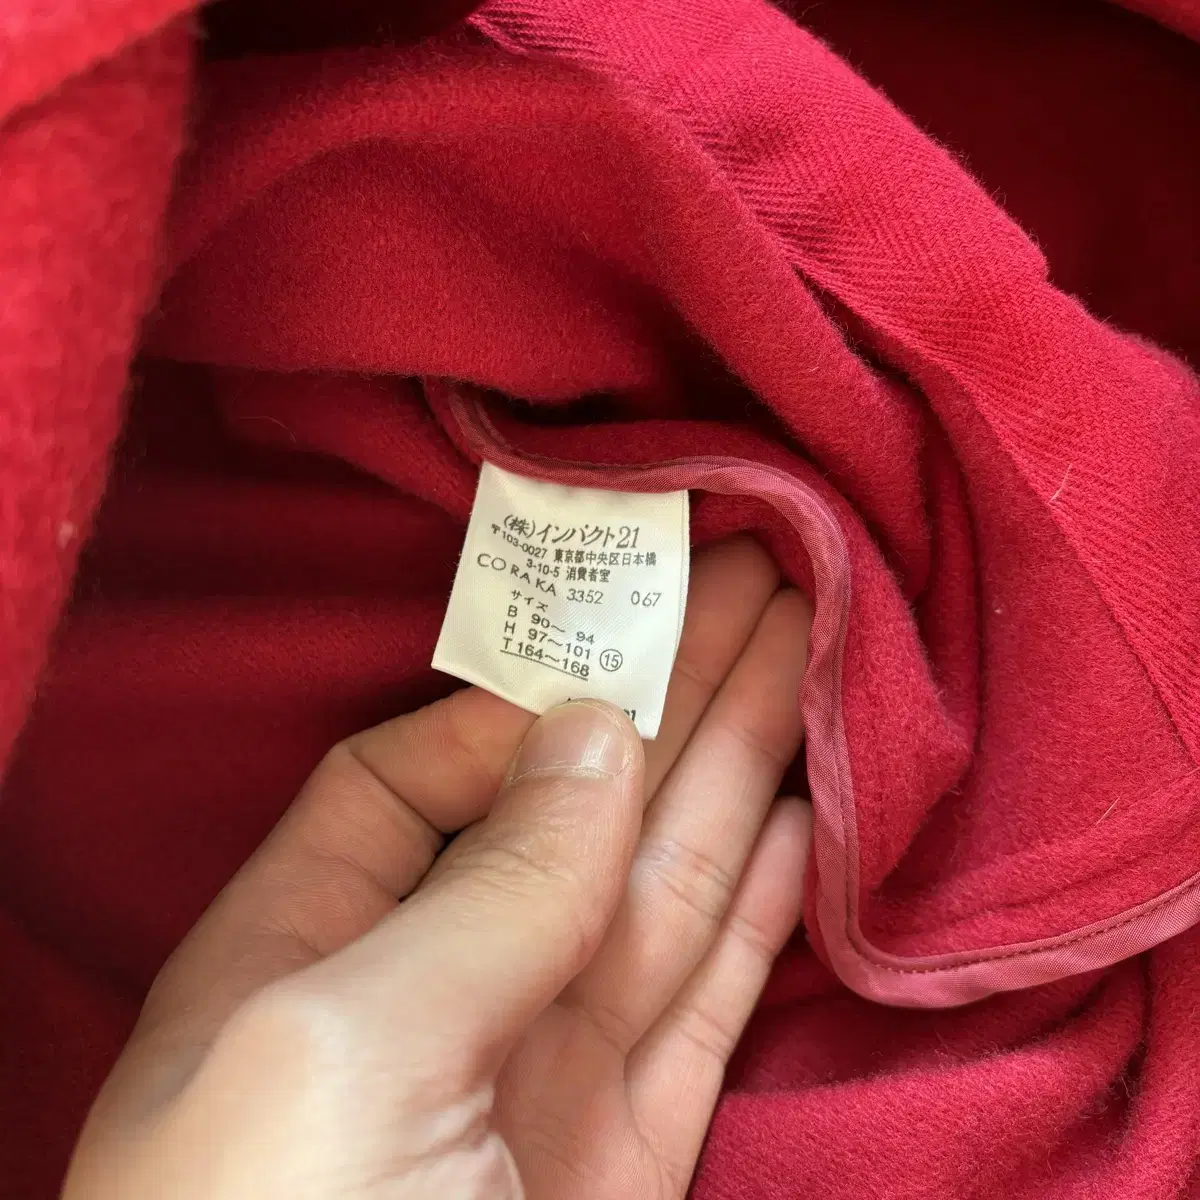 (株)インパクト21
〒103-0027 東京都中央区日本橋
3-10-5 消費者室
CORAKA 3352 067
サイズ
B 90〜 94
H 97〜101
T 164〜168 ⑮